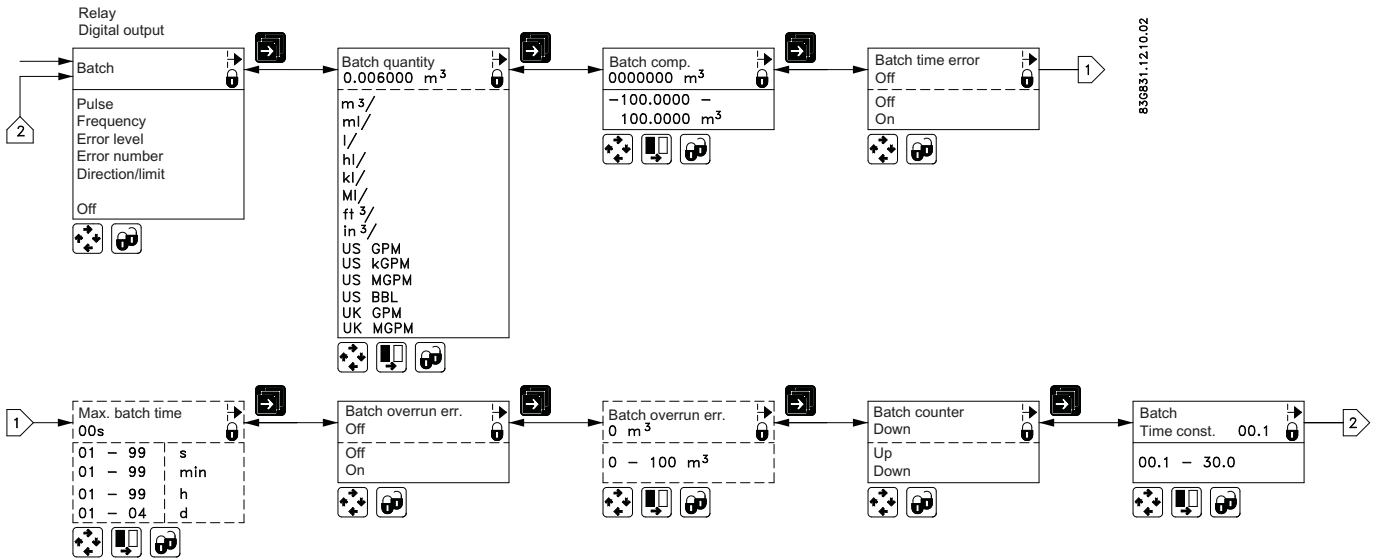 Relay
Digital output
Batch
Pulse
Frequency
Error level
Error number
Direction/limit
Off
2
Batch quantity
0.006000 m³
m³/
ml/
l/
hl/
kl/
Ml/
ft³/
in³/
US GPM
US kGPM
US MGPM
US BBL
UK GPM
UK MGPM
Batch comp.
0000000 m³
-100.0000 -
100.0000 m³
Batch time error
Off
Off
On
1
83G831.12.10.02
1
Max. batch time
00s
01 - 99 s
01 - 99 min
01 - 99 h
01 - 04 d
Batch overrun err.
Off
Off
On
Batch overrun err.
0 m³
0 - 100 m³
Batch counter
Down
Up
Down
Batch
Time const. 00.1
00.1 - 30.0
2